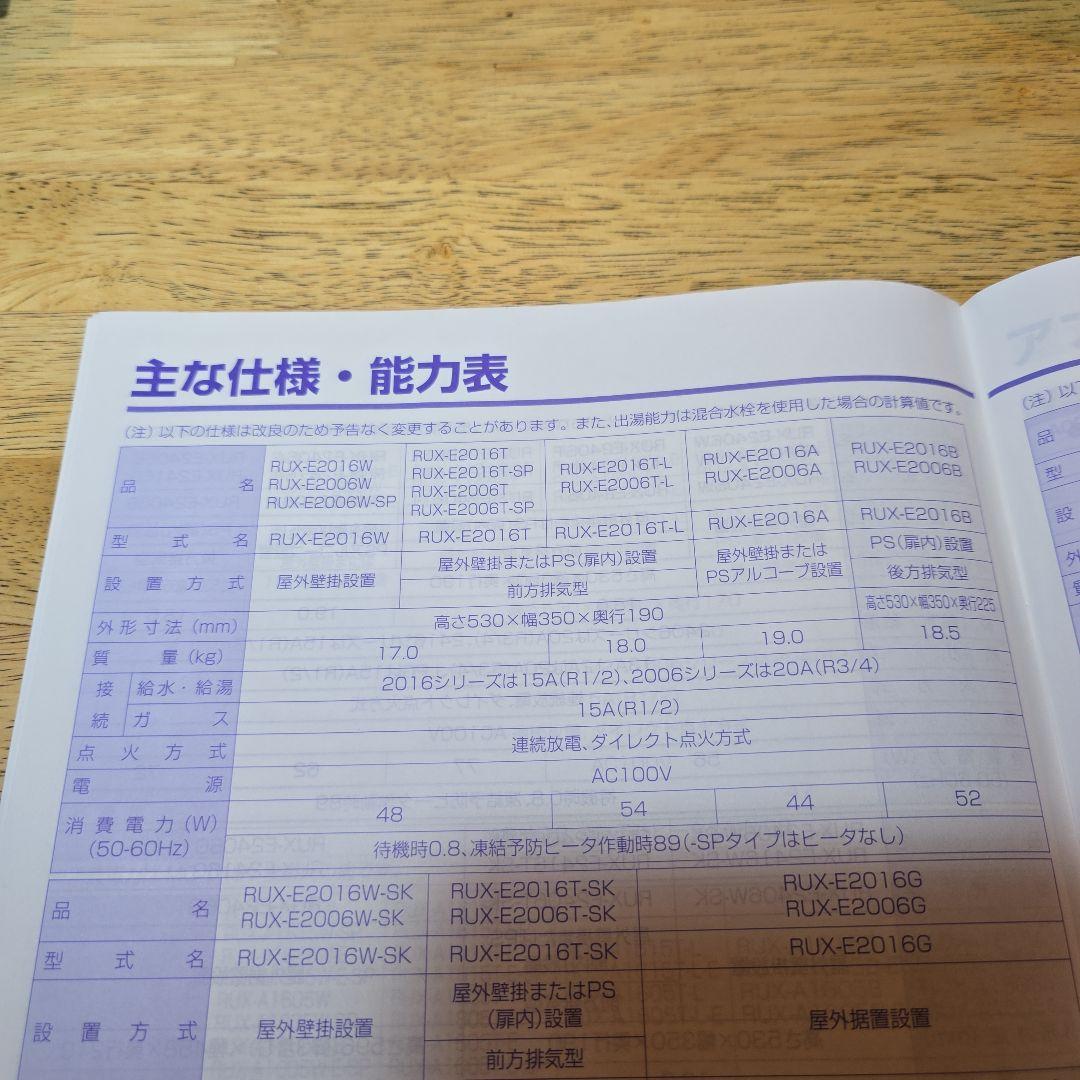 主な仕様・能力表
(注)以下の仕様は改良のため予告なく変更することがあります。また、出湯能力は混合水栓を使用した場合の計算値です。
品名
RUX-E2016W
RUX-E2006W
RUX-E2006W-SP
RUX-E2016T
RUX-E2016T-SP
RUX-E2006T
RUX-E2006T-SP
RUX-E2016T-L
RUX-E2006T-L
RUX-E2016A
RUX-E2006A
RUX-E2016B
RUX-E2006B
型式名
RUX-E2016W
RUX-E2016T
RUX-E2016T-L
RUX-E2016A
RUX-E2016B
設置方式
屋外壁掛設置
屋外壁掛またはPS(扉内)設置
前方排気型
屋外壁掛または
PSアルコーブ設置
PS(扉内)設置
後方排気型
外形寸法(mm)
高さ530×幅350×奥行190
高さ530×幅350×奥行225
質量(kg)
17.0
18.0
19.0
18.5
接続
給水・給湯
2016シリーズは15A(R1/2)、2006シリーズは20A(R3/4)
ガス
15A(R1/2)
点火方式
連続放電、ダイレクト点火方式
電源
AC100V
消費電力(W)
(50-60Hz)
48
54
44
52
待機時0.8、凍結予防ヒータ作動時89(-SPタイプはヒータなし)
品名
RUX-E2016W-SK
RUX-E2006W-SK
RUX-E2016T-SK
RUX-E2006T-SK
RUX-E2016G
RUX-E2006G
型式名
RUX-E2016W-SK
RUX-E2016T-SK
RUX-E2016G
設置方式
屋外壁掛設置
屋外壁掛またはPS
(扉内)設置
前方排気型
屋外据置設置
ア
(注)以
品
型
設
外